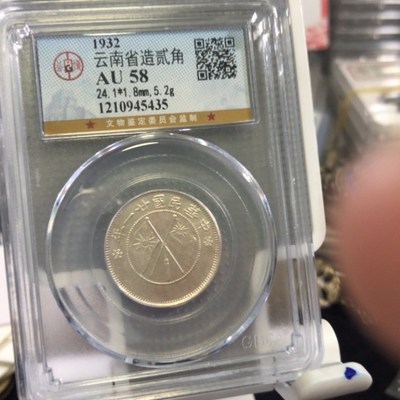 1932
云南省造贰角
AU 58
24.1*1.8mm,5.2g
1210945435
★ 文物鉴定委员会监制 ★
年一廿國民華中